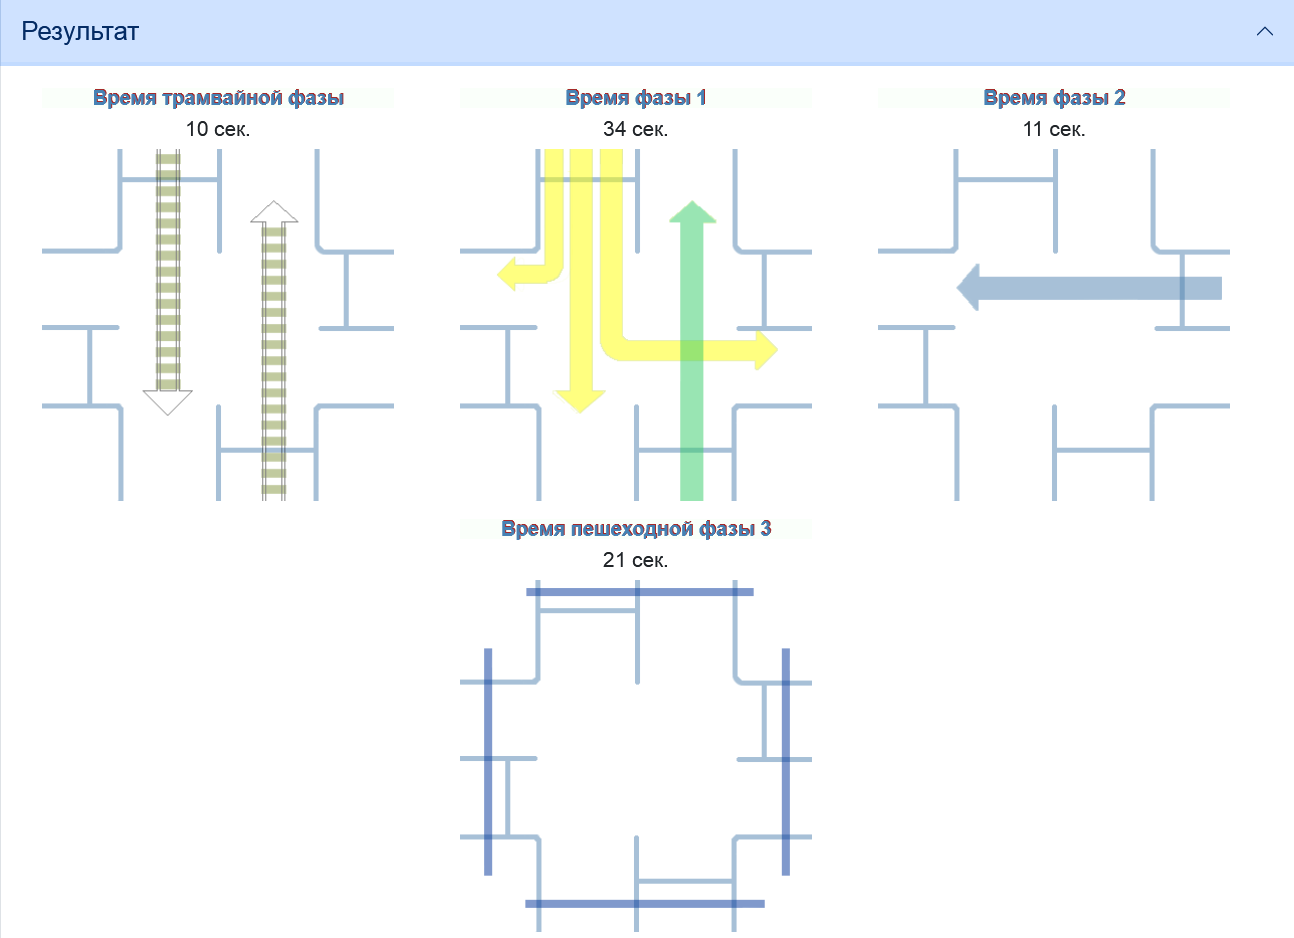 Результат
Время трамвайной фазы
10 сек.
Время фазы 1
34 сек.
Время фазы 2
11 сек.
Время пешеходной фазы 3
21 сек.